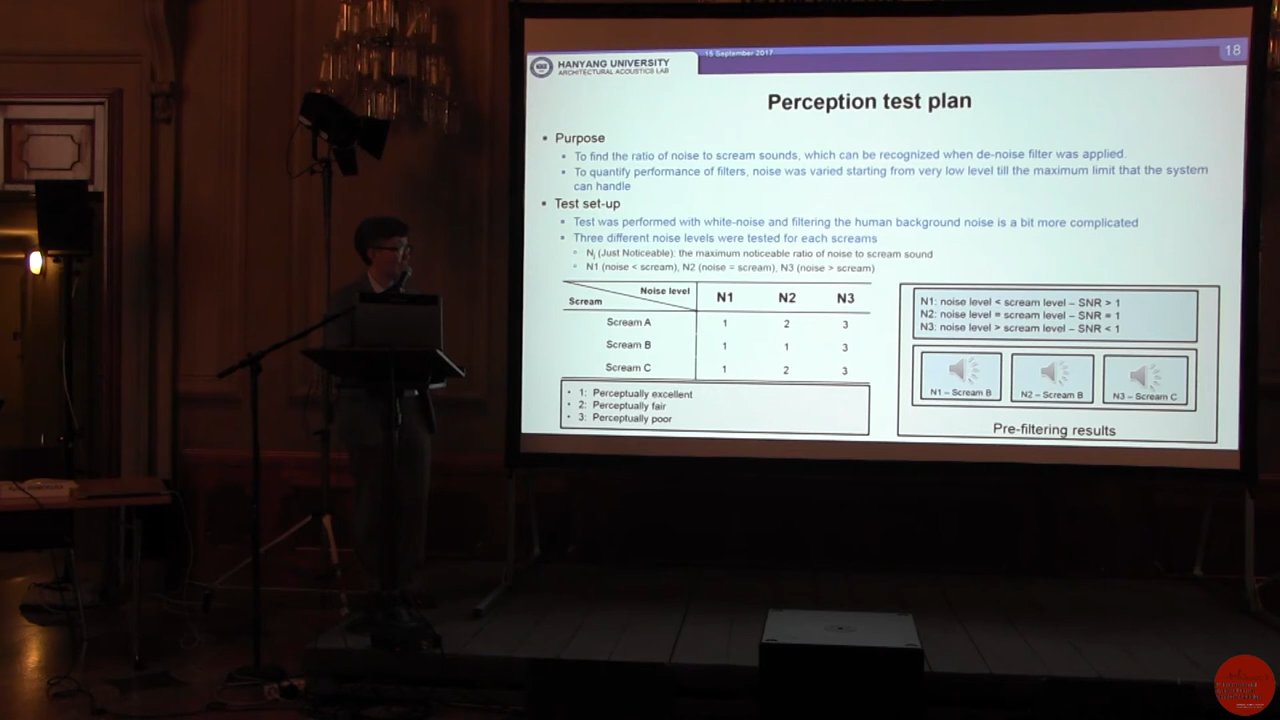 HANYANG UNIVERSITY
ARCHITECTURAL ACOUSTICS LAB
15 September 2017
18
Perception test plan
• Purpose
• To find the ratio of noise to scream sounds, which can be recognized when de-noise filter was applied.
• To quantify performance of filters, noise was varied starting from very low level till the maximum limit that the system
can handle
• Test set-up
• Test was performed with white-noise and filtering the human background noise is a bit more complicated
• Three different noise levels were tested for each screams
Nj (Just Noticeable): the maximum noticeable ratio of noise to scream sound
N1 (noise < scream), N2 (noise = scream), N3 (noise > scream)
Noise level
Scream
N1 N2 N3
Scream A 1 2 3
Scream B 1 1 3
Scream C 1 2 3
• 1: Perceptually excellent
• 2: Perceptually fair
• 3: Perceptually poor
N1: noise level < scream level – SNR > 1
N2: noise level = scream level – SNR = 1
N3: noise level > scream level – SNR < 1
N1 – Scream B
N2 – Scream B
N3 – Scream C
Pre-filtering results